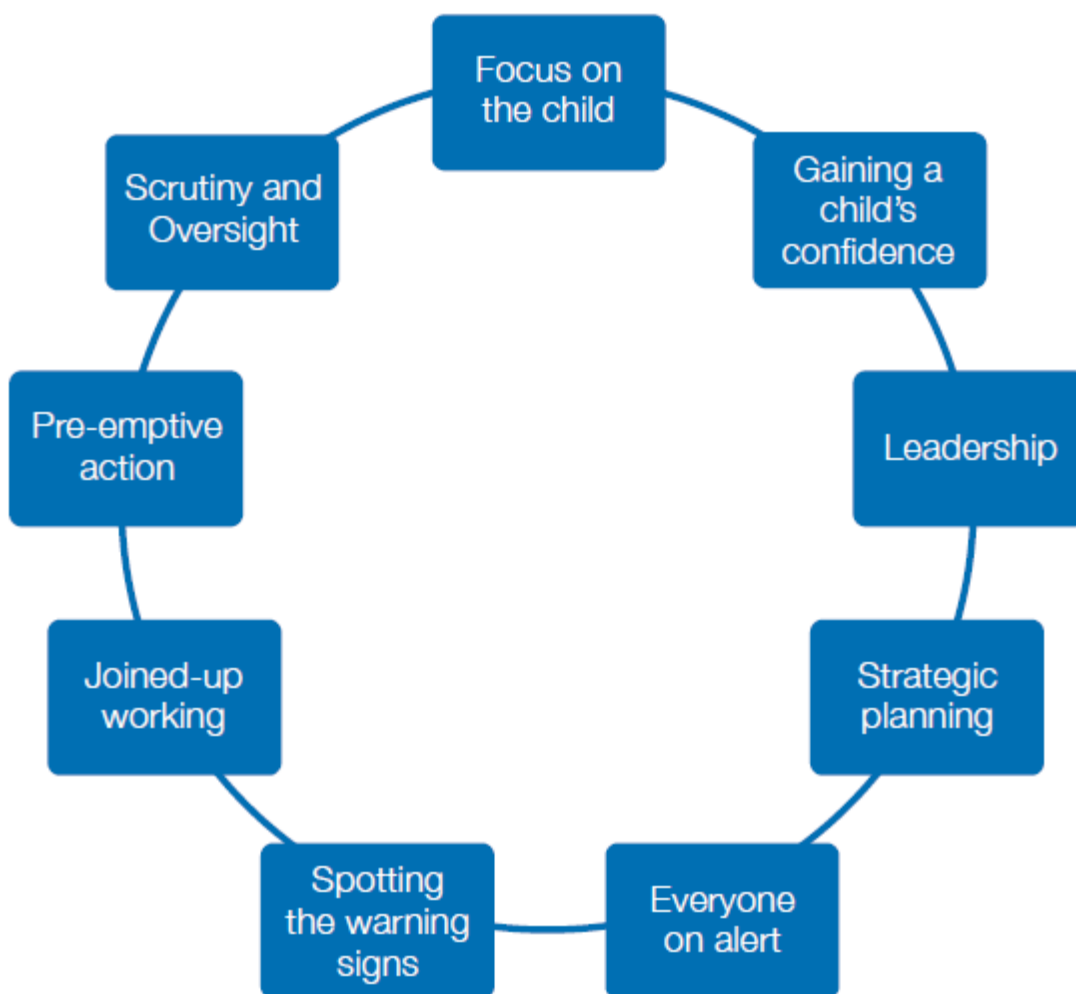 Focus on
the child
Gaining a
child's
confidence
Leadership
Strategic
planning
Everyone
on alert
Spotting
the warning
signs
Joined-up
working
Pre-emptive
action
Scrutiny and
Oversight